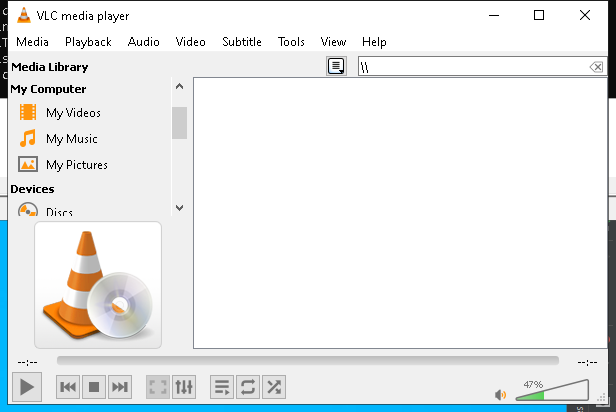 VLC media player
Media Playback Audio Video Subtitle Tools View Help
Media Library
\\
My Computer
My Videos
My Music
My Pictures
Devices
Discs
--:-- --:--
47%